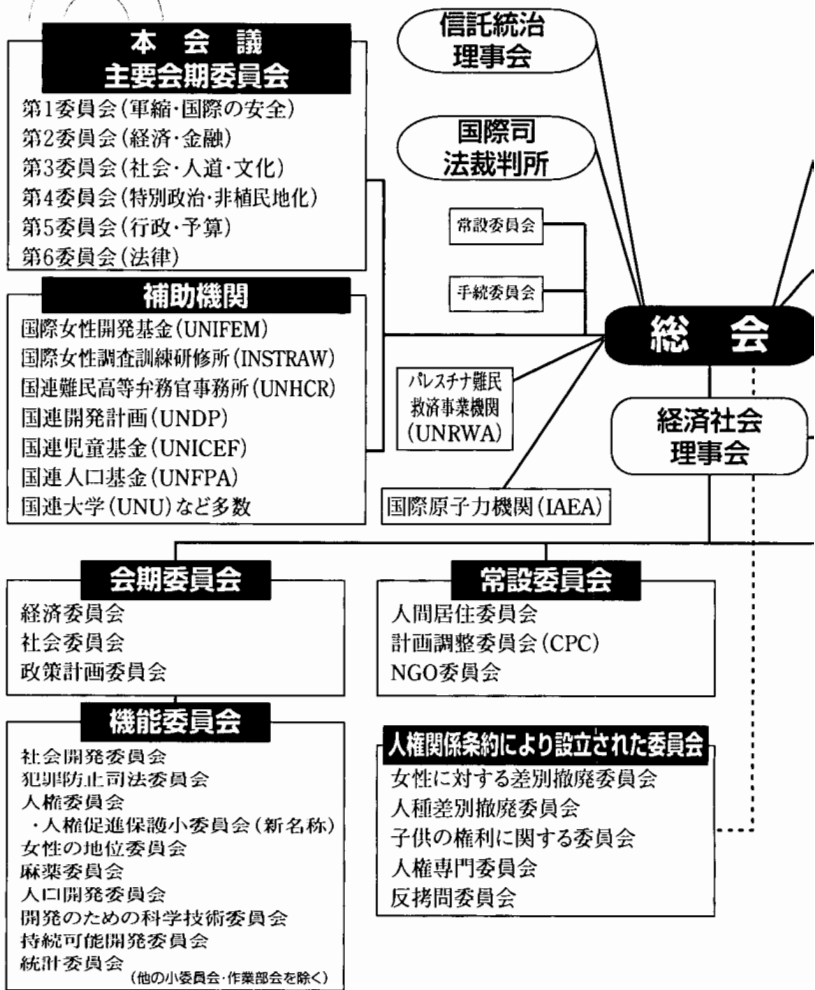 本会議
主要会期委員会
第1委員会(軍縮・国際の安全)
第2委員会(経済・金融)
第3委員会(社会・人道・文化)
第4委員会(特別政治・非植民地化)
第5委員会(行政・予算)
第6委員会(法律)
補助機関
国際女性開発基金(UNIFEM)
国際女性調査訓練研修所(INSTRAW)
国連難民高等弁務官事務所(UNHCR)
国連開発計画(UNDP)
国連児童基金(UNICEF)
国連人口基金(UNFPA)
国連大学(UNU)など多数
信託統治
理事会
国際司
法裁判所
常設委員会
手続委員会
総会
パレスチナ難民
救済事業機関
(UNRWA)
国際原子力機関(IAEA)
経済社会
理事会
会期委員会
経済委員会
社会委員会
政策計画委員会
常設委員会
人間居住委員会
計画調整委員会(CPC)
NGO委員会
機能委員会
社会開発委員会
犯罪防止司法委員会
人権委員会
・人権促進保護小委員会(新名称)
女性の地位委員会
麻薬委員会
人口開発委員会
開発のための科学技術委員会
持続可能開発委員会
統計委員会
(他の小委員会・作業部会を除く)
人権関係条約により設立された委員会
女性に対する差別撤廃委員会
人種差別撤廃委員会
子供の権利に関する委員会
人権専門委員会
反拷問委員会